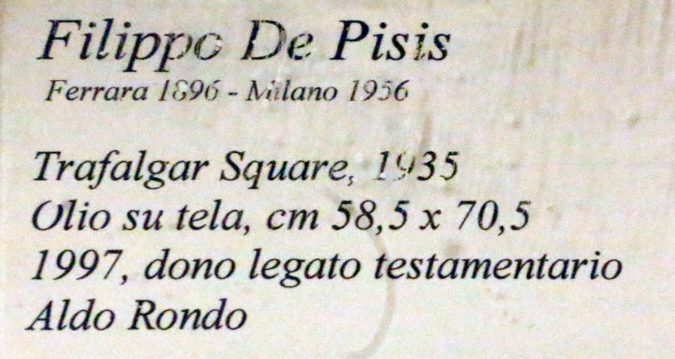 Filippo De Pisis
Ferrara 1896 - Milano 1956
Trafalgar Square, 1935
Olio su tela, cm 58,5 x 70,5
1997, dono legato testamentario
Aldo Rondo